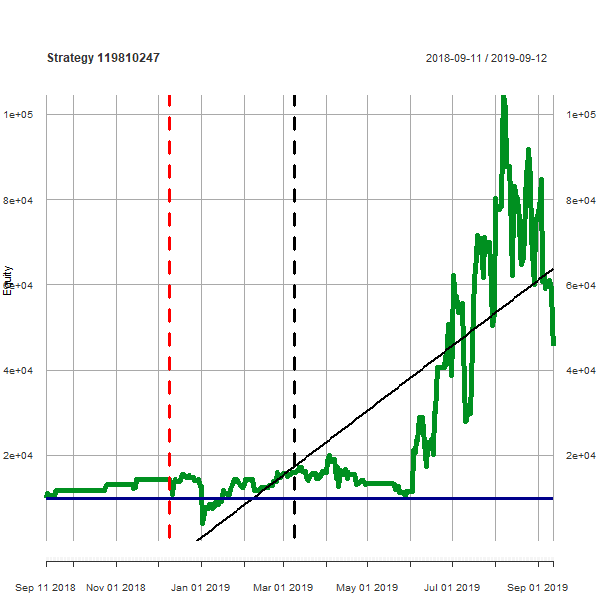 Strategy 119810247 2018-09-11 / 2019-09-12
1e+05 1e+05
8e+04 8e+04
Equity
6e+04 6e+04
4e+04 4e+04
2e+04 2e+04
Sep 11 2018 Nov 01 2018 Jan 01 2019 Mar 01 2019 May 01 2019 Jul 01 2019 Sep 01 2019